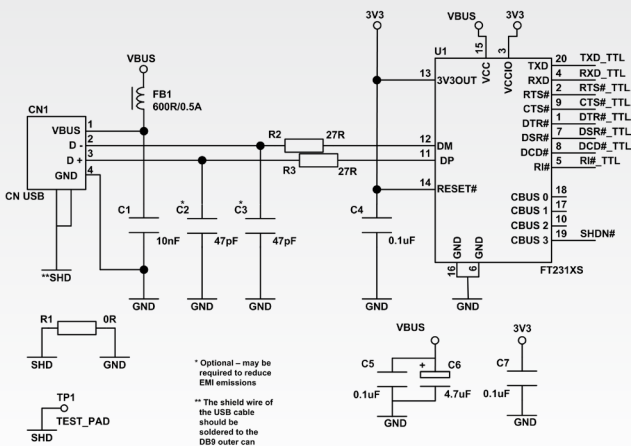 3V3
VBUS
3V3
VBUS
U1
15
3
20
TXD_TTL
TXD
4
RXD_TTL
RXD
2
RTS#_TTL
RTS#
9
CTS#_TTL
CTS#
1
DTR#_TTL
DTR#
7
DSR#_TTL
DSR#
8
DCD#_TTL
DCD#
5
RI#_TTL
RI#
VCC
VCCIO
13
3V3OUT
FB1
600R/0.5A
CN1
VBUS
1
D -
2
D +
3
GND
4
CN USB
R2
27R
12
DM
R3
27R
11
DP
14
RESET#
CBUS 0
18
CBUS 1
17
CBUS 2
10
CBUS 3
19
SHDN#
C1
10nF
*
C2
47pF
*
C3
47pF
C4
0.1uF
GND
GND
16
6
FT231XS
**SHD
GND
GND
GND
GND
GND
R1
0R
SHD
GND
TP1
TEST_PAD
SHD
* Optional – may be
required to reduce
EMI emissions
** The shield wire of
the USB cable
should be
soldered to the
DB9 outer can
VBUS
3V3
C5
0.1uF
+
C6
4.7uF
C7
0.1uF
GND
GND